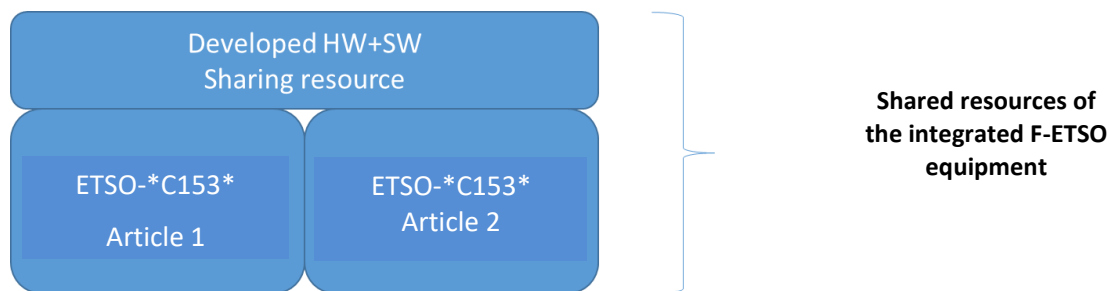 Developed HW+SW
Sharing resource
ETSO-*C153*
Article 1
ETSO-*C153*
Article 2
Shared resources of
the integrated F-ETSO
equipment